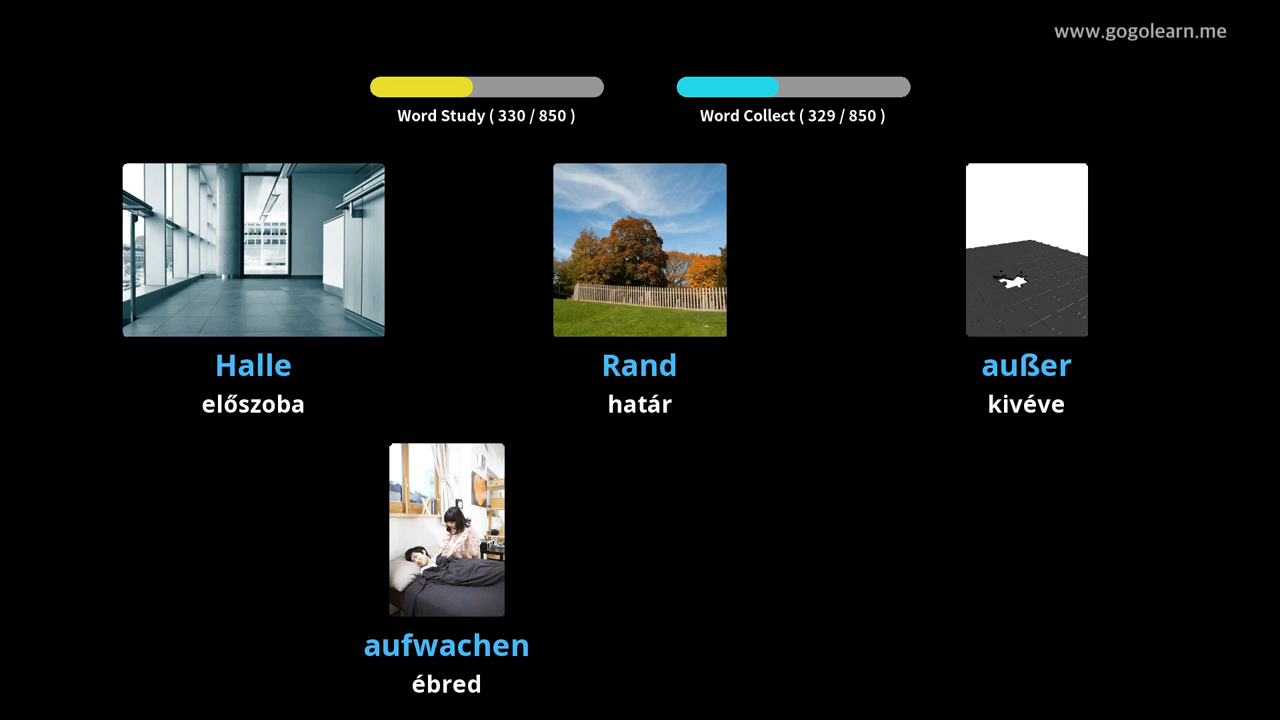 www.gogolearn.me
Word Study ( 330 / 850 )
Word Collect ( 329 / 850 )
Halle
előszoba
Rand
határ
außer
kivéve
aufwachen
ébred